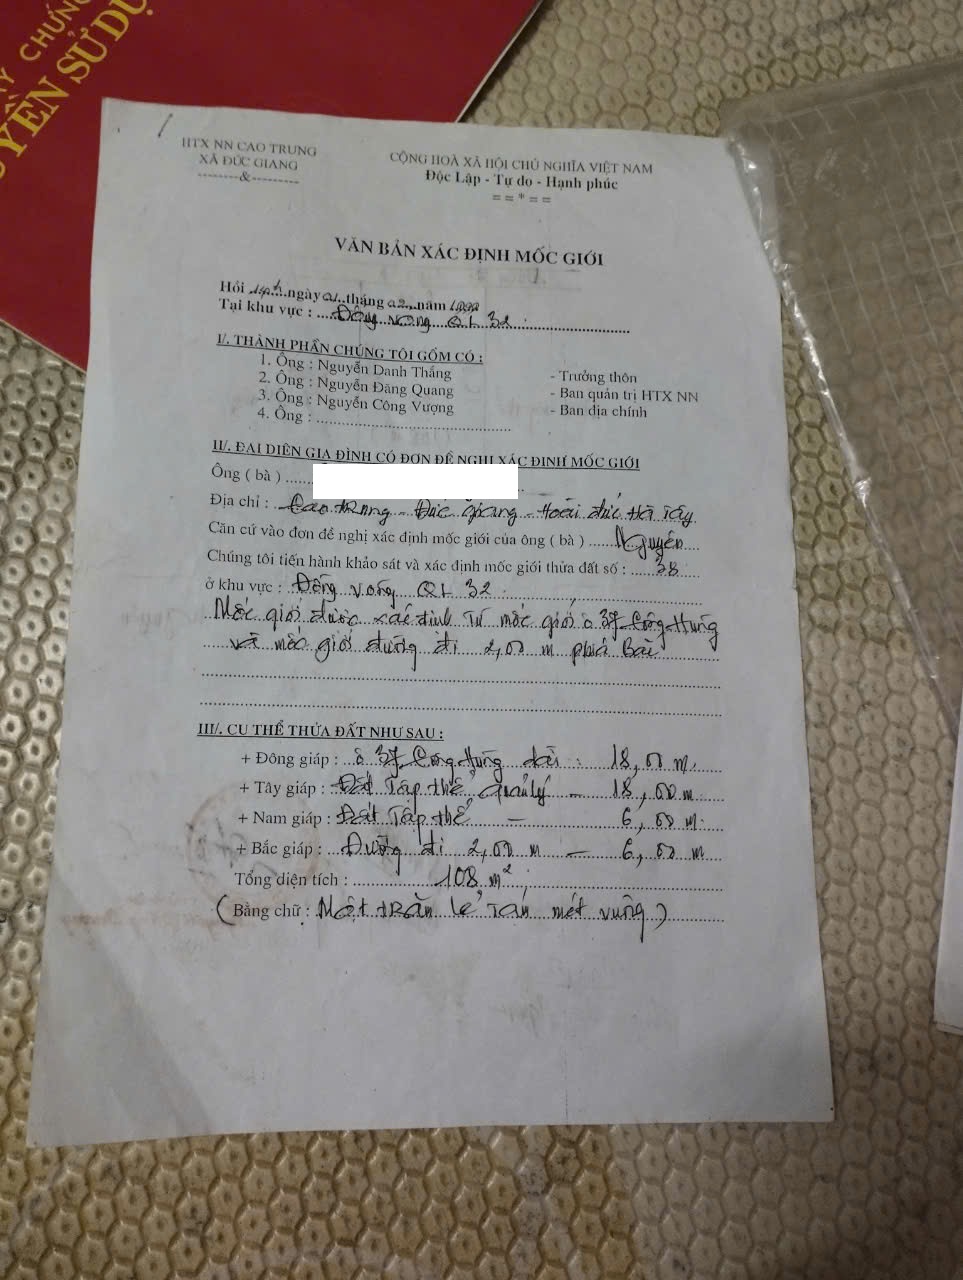 Y CHỨN
YỀN SỬ DỤ
HTX NN CAO TRUNG
XÃ ĐỨC GIANG
--------&---------
CỘNG HOÀ XÃ HỘI CHỦ NGHĨA VIỆT NAM
Độc Lập - Tự do - Hạnh phúc
= = * = =
VĂN BẢN XÁC ĐỊNH MỐC GIỚI
Hồi ngày 01 tháng 02 năm
Tại khu vực : Đồng vong QL 32
I/. THÀNH PHẦN CHÚNG TÔI GỒM CÓ :
1. Ông : Nguyễn Danh Thắng - Trưởng thôn
2. Ông : Nguyễn Đăng Quang - Ban quản trị HTX NN
3. Ông : Nguyễn Công Vượng - Ban địa chính
4. Ông :
II/. ĐẠI DIỆN GIA ĐÌNH CÓ ĐƠN ĐỀ NGHỊ XÁC ĐỊNH MỐC GIỚI
Ông ( bà )
Địa chỉ : Cao trung - Đức giang - Hoài đức Hà Tây
Căn cứ vào đơn đề nghị xác định mốc giới của ông ( bà ) Nguyên
Chúng tôi tiến hành khảo sát và xác định mốc giới thửa đất số : 38
ở khu vực : Đồng vong QL 32
Mốc giới được xác định từ mốc giới ô 37 Công Hùng
và mốc giới đường đi 2,00 m phía Bắc
III/. CỤ THỂ THỬA ĐẤT NHƯ SAU :
+ Đông giáp : ô 37 Công Hùng dài : 18,00 m
+ Tây giáp : Đất Tập thể quản lý - 18,00 m
+ Nam giáp : Đất Tập thể - 6,00 m
+ Bắc giáp : Đường đi 2,00 m - 6,00 m
Tổng diện tích : 108 m²
( Bằng chữ : Một trăm lẻ Tám mét vuông )